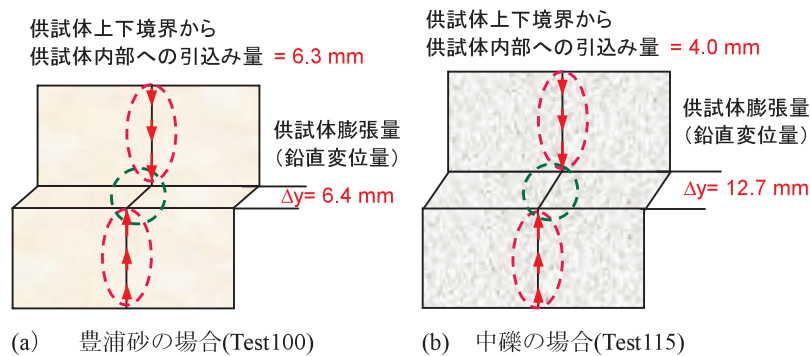 供試体上下境界から
供試体内部への引込み量 = 6.3 mm
供試体膨張量
（鉛直変位量）
Δy= 6.4 mm
(a） 豊浦砂の場合(Test100)
供試体上下境界から
供試体内部への引込み量 = 4.0 mm
供試体膨張量
（鉛直変位量）
Δy= 12.7 mm
(b) 中礫の場合(Test115)